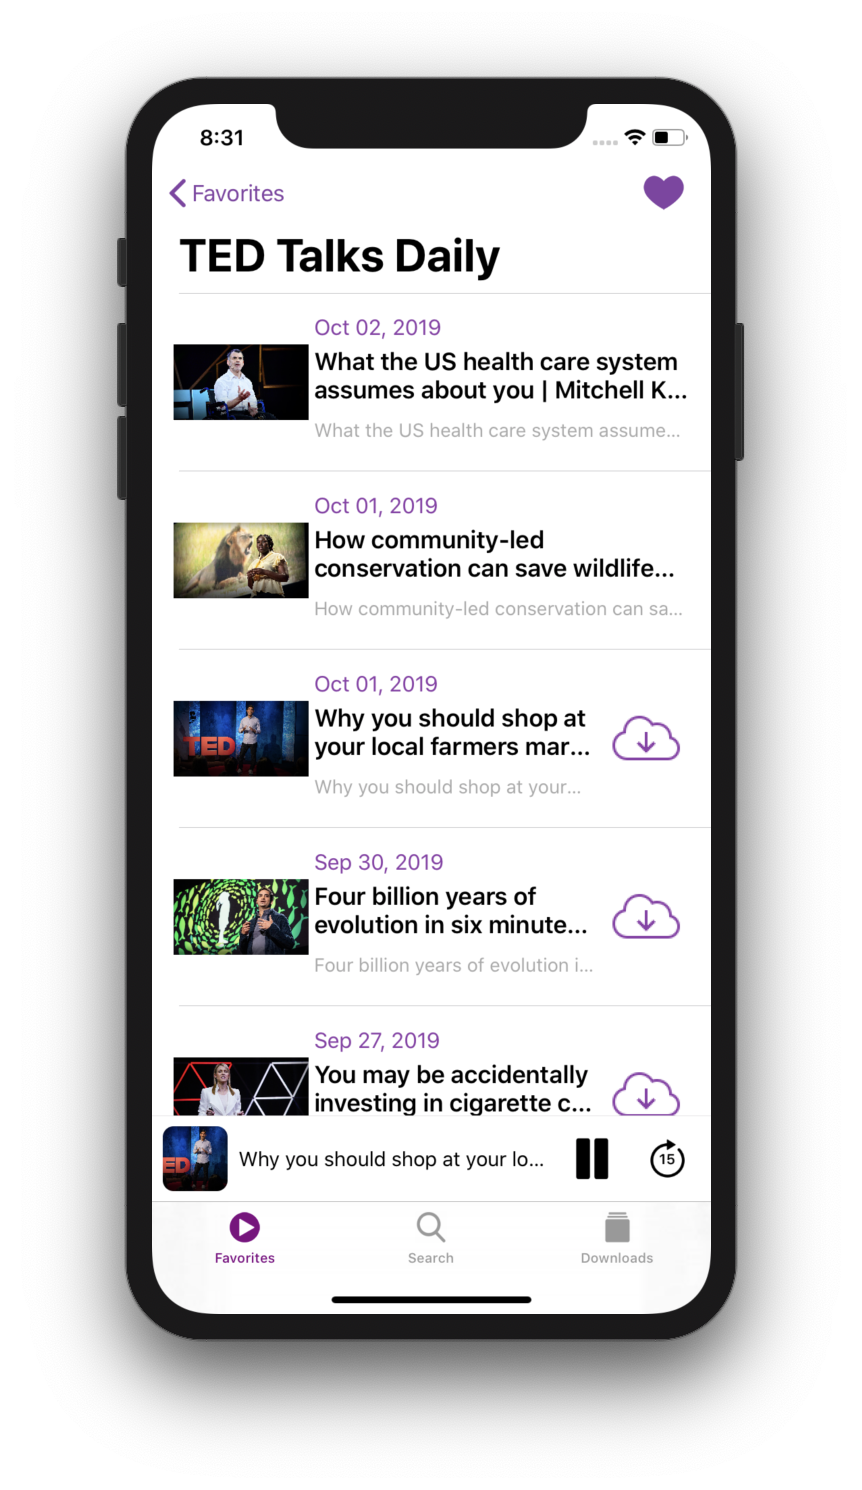 8:31
Favorites
TED Talks Daily
Oct 02, 2019
What the US health care system
assumes about you | Mitchell K...
What the US health care system assume...
Oct 01, 2019
How community-led
conservation can save wildlife...
How community-led conservation can sa...
Oct 01, 2019
Why you should shop at
your local farmers mar...
TED
Why you should shop at your...
Sep 30, 2019
Four billion years of
evolution in six minute...
Four billion years of evolution i...
Sep 27, 2019
You may be accidentally
investing in cigarette c...
ED
Why you should shop at your lo...
15
Favorites
Search
Downloads